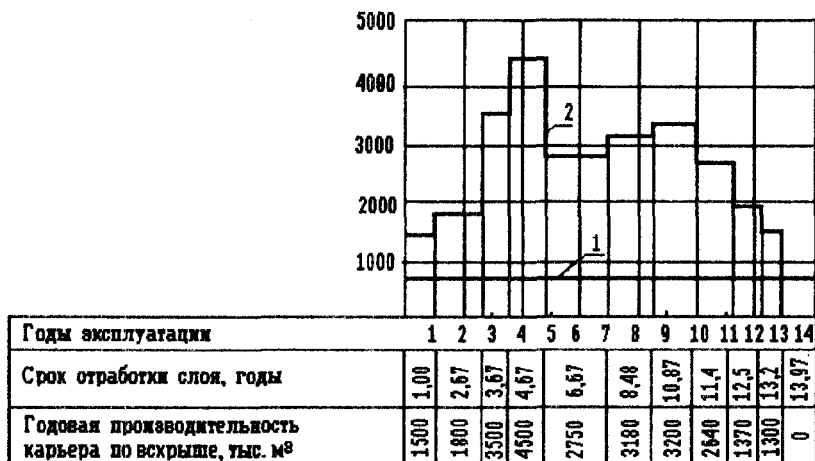 5000
4000
3000
2000
1000
2
1
Годы эксплуатации 1 2 3 4 5 6 7 8 9 10 11 12 13 14
Срок отработки слоя, годы 1,00 2,67 3,67 4,67 6,67 8,48 10,87 11,4 12,5 13,2 13,97
Годовая производительность
карьера по вскрыше, тыс. м³ 1500 1800 3500 4500 2750 3180 3200 2640 1370 1300 0